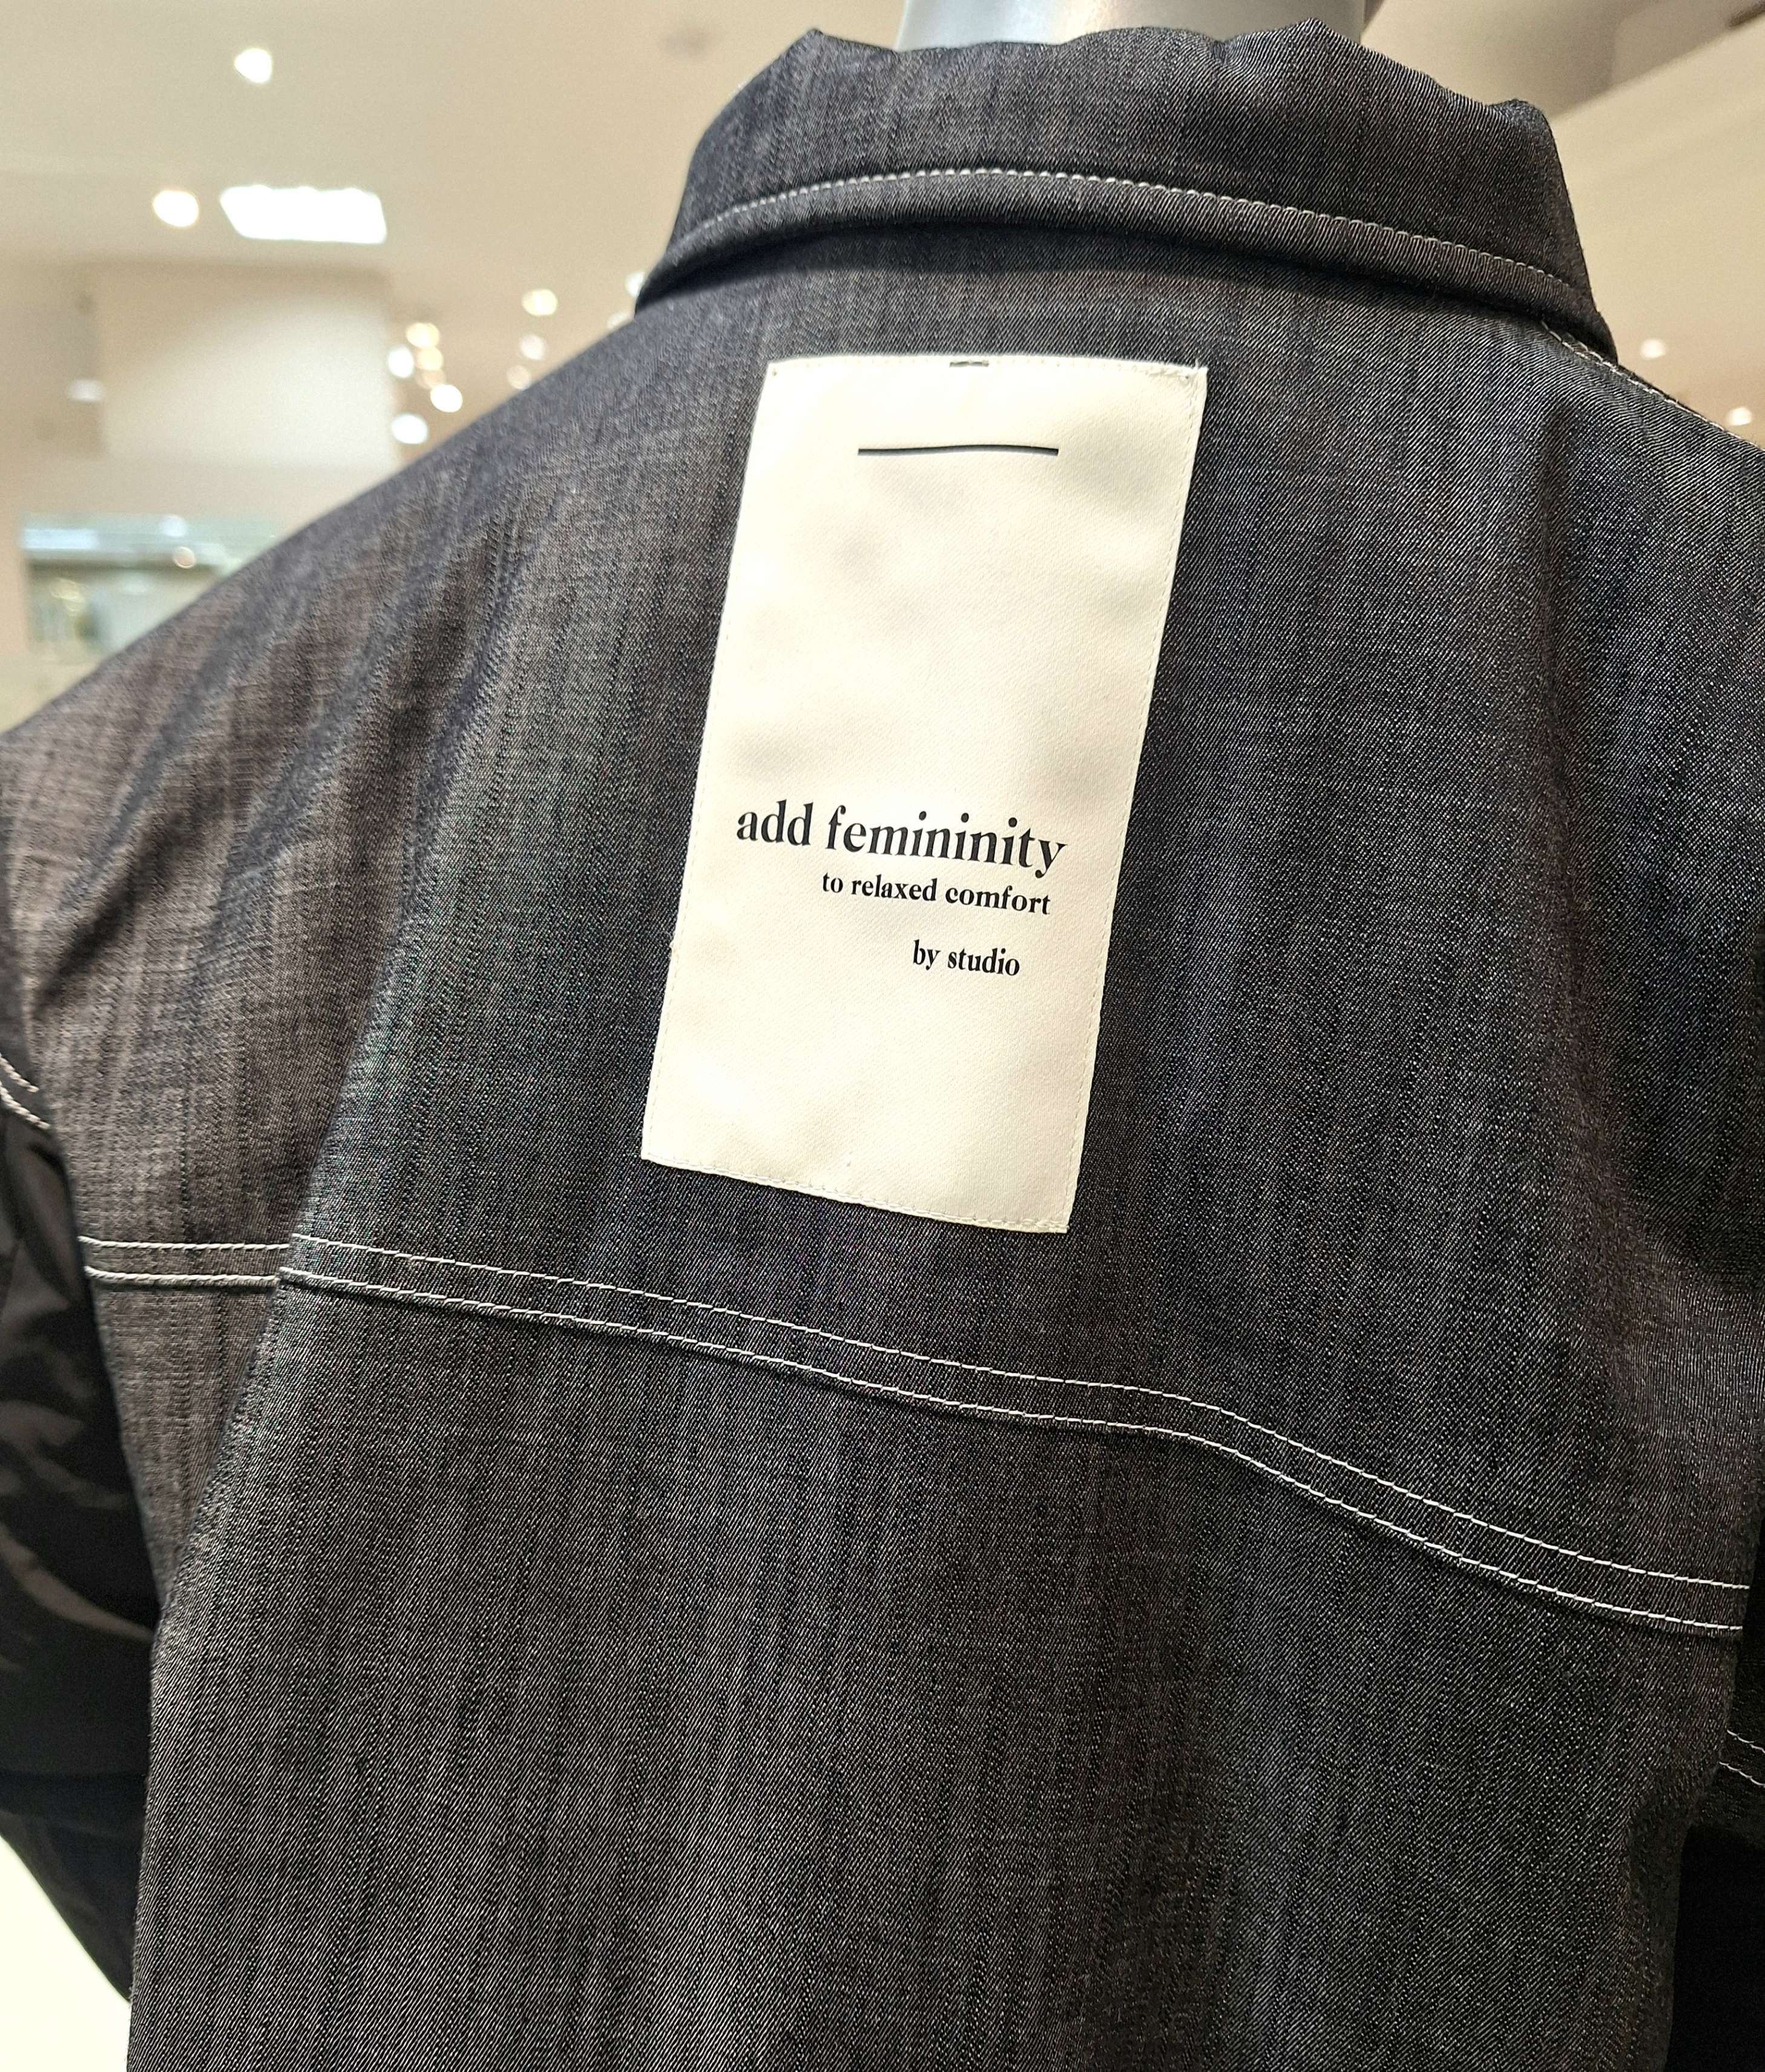 add femininity
to relaxed comfort
by studio